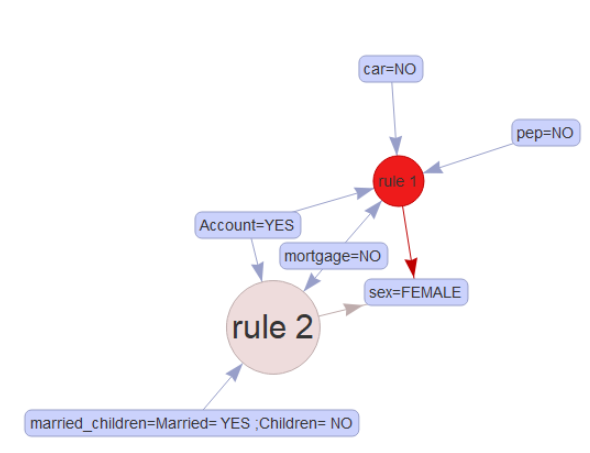 car=NO
pep=NO
rule 1
Account=YES
mortgage=NO
sex=FEMALE
rule 2
married_children=Married= YES ;Children= NO